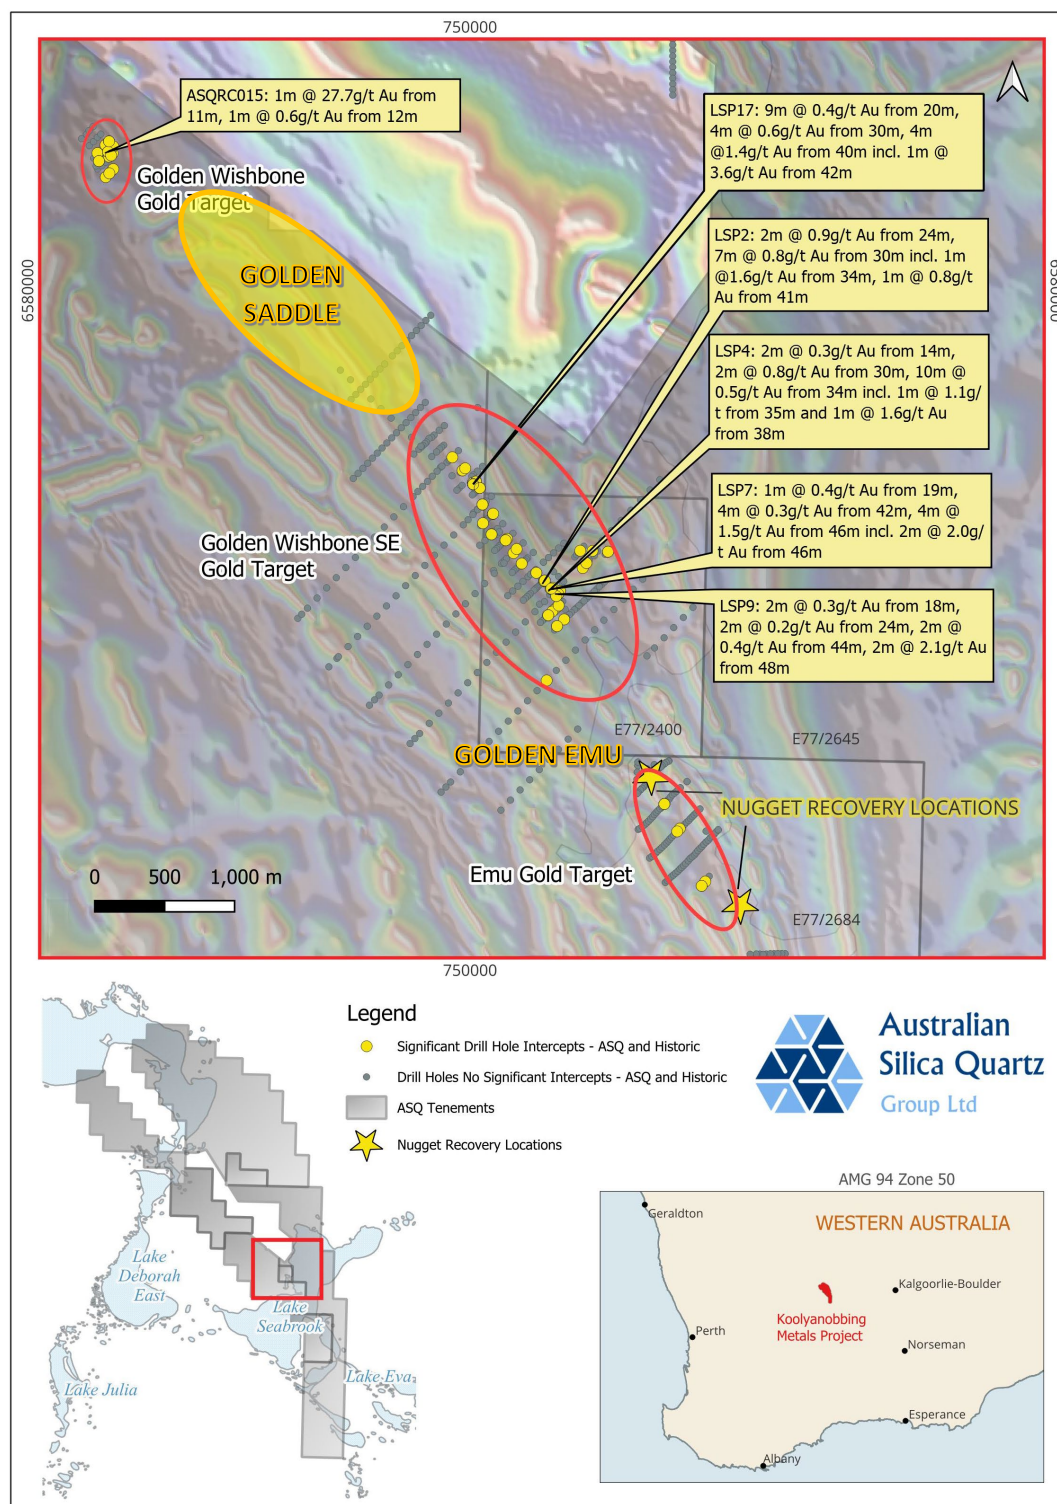 750000
ASQRC015: 1m @ 27.7g/t Au from
11m, 1m @ 0.6g/t Au from 12m
LSP17: 9m @ 0.4g/t Au from 20m,
4m @ 0.6g/t Au from 30m, 4m
@1.4g/t Au from 40m incl. 1m @
3.6g/t Au from 42m
Golden Wishbone
Gold Target
LSP2: 2m @ 0.9g/t Au from 24m,
7m @ 0.8g/t Au from 30m incl. 1m
@1.6g/t Au from 34m, 1m @ 0.8g/t
Au from 41m
GOLDEN
SADDLE
6580000
6580000
LSP4: 2m @ 0.3g/t Au from 14m,
2m @ 0.8g/t Au from 30m, 10m @
0.5g/t Au from 34m incl. 1m @ 1.1g/
t from 35m and 1m @ 1.6g/t Au
from 38m
LSP7: 1m @ 0.4g/t Au from 19m,
4m @ 0.3g/t Au from 42m, 4m @
1.5g/t Au from 46m incl. 2m @ 2.0g/
t Au from 46m
Golden Wishbone SE
Gold Target
LSP9: 2m @ 0.3g/t Au from 18m,
2m @ 0.2g/t Au from 24m, 2m @
0.4g/t Au from 44m, 2m @ 2.1g/t Au
from 48m
E77/2400
E77/2645
GOLDEN EMU
NUGGET RECOVERY LOCATIONS
Emu Gold Target
0 500 1,000 m
E77/2684
750000
Legend
Significant Drill Hole Intercepts - ASQ and Historic
Drill Holes No Significant Intercepts - ASQ and Historic
ASQ Tenements
Nugget Recovery Locations
Australian
Silica Quartz
Group Ltd
Lake
Deborah
East
Lake
Seabrook
Lake Julia
Lake Eva
AMG 94 Zone 50
Geraldton
WESTERN AUSTRALIA
Kalgoorlie-Boulder
Koolyanobbing
Metals Project
Perth
Norseman
Esperance
Albany